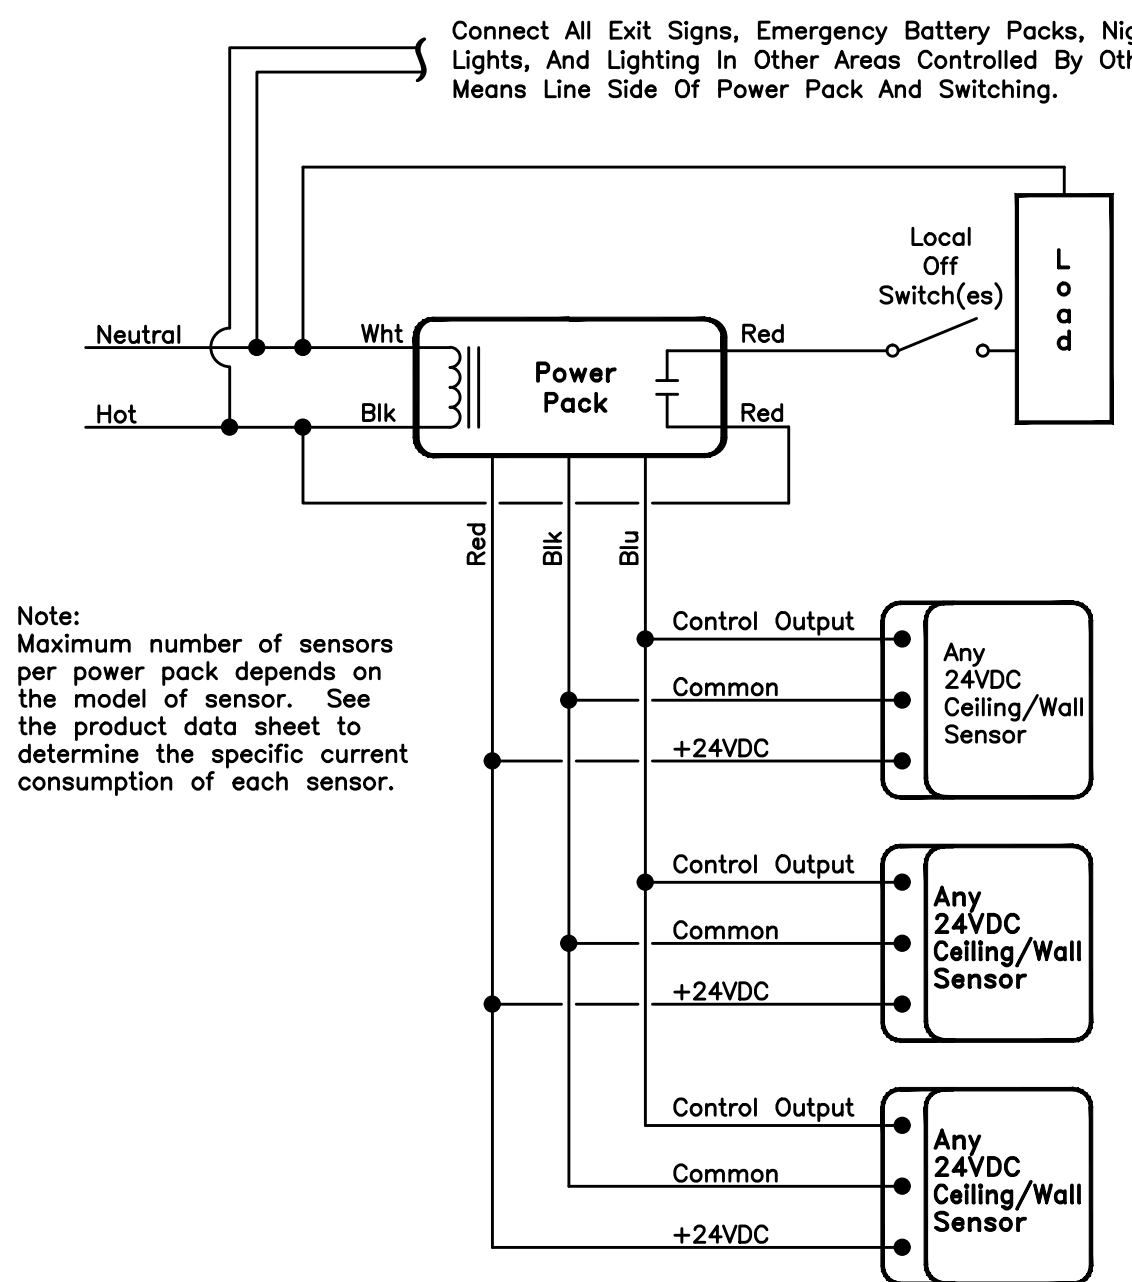 Connect All Exit Signs, Emergency Battery Packs,
Lights, And Lighting In Other Areas Controlled By
Means Line Side Of Power Pack And Switching.
Local
Off
Switch(es)
Load
Neutral
Wht
Power
Pack
Red
Hot
Blk
Red
Red
Blk
Blu
Note:
Maximum number of sensors
per power pack depends on
the model of sensor. See
the product data sheet to
determine the specific current
consumption of each sensor.
Control Output
Common
+24VDC
Any
24VDC
Ceiling/Wall
Sensor
Control Output
Common
+24VDC
Any
24VDC
Ceiling/Wall
Sensor
Control Output
Common
+24VDC
Any
24VDC
Ceiling/Wall
Sensor